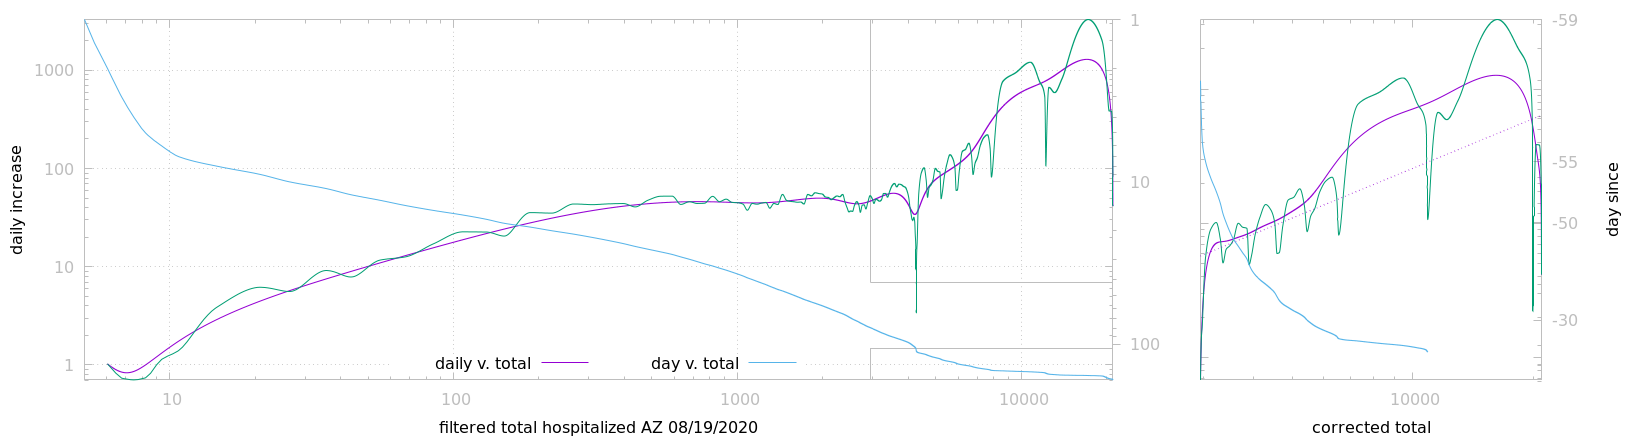 1000
100
10
1
daily increase
10
100
1000
10000
filtered total hospitalized AZ 08/19/2020
daily v. total
day v. total
1
10
100
-59
-55
-50
-30
day since
10000
corrected total